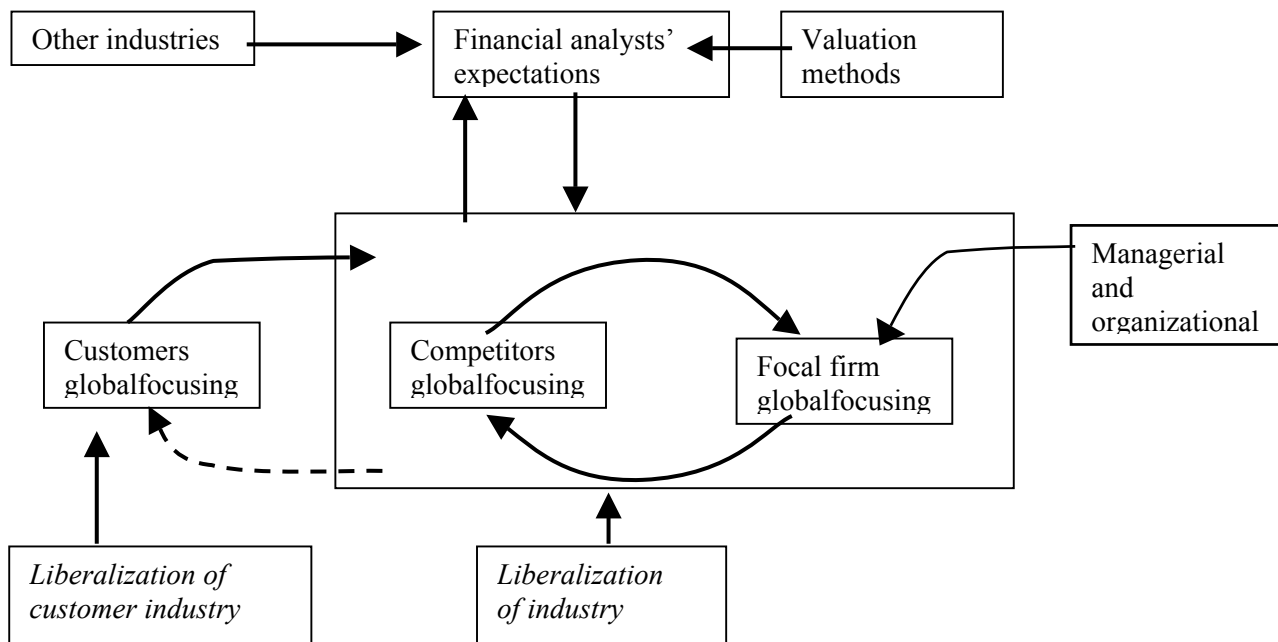 Other industries
Financial analysts’
expectations
Valuation
methods
Managerial
and
organizational
Customers
globalfocusing
Competitors
globalfocusing
Focal firm
globalfocusing
Liberalization of
customer industry
Liberalization
of industry